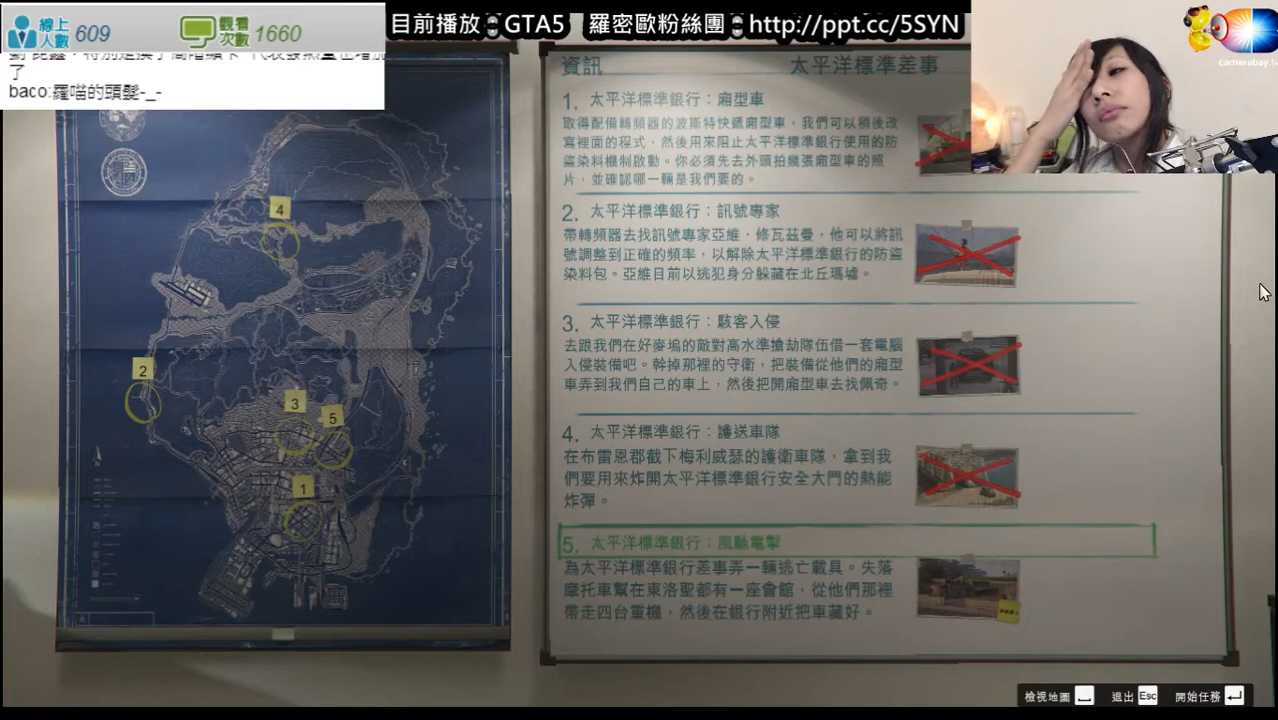 線上人數 609 觀看次數 1660
目前播放 GTA5 羅密歐粉絲團 http://ppt.cc/5SYN
了
baco:羅喵的頭髮-_-
camerabay.tv
資訊 太平洋標準差事
1. 太平洋標準銀行：廂型車
取得配備轉頻器的波斯特快遞廂型車，我們可以稍後改
寫裡面的程式，然後用來阻止太平洋標準銀行使用的防
盜染料機制啟動。你必須先去外頭拍幾張廂型車的照
片，並確認哪一輛是我們要的。
2. 太平洋標準銀行：訊號專家
帶轉頻器去找訊號專家亞維．修瓦茲曼，他可以將訊
號調整到正確的頻率，以解除太平洋標準銀行的防盜
染料包。亞維目前以逃犯身分躲藏在北丘瑪壚。
3. 太平洋標準銀行：駭客入侵
去跟我們在好麥塢的敵對高水準搶劫隊伍借一套電腦
入侵裝備吧。幹掉那裡的守衛，把裝備從他們的廂型
車弄到我們自己的車上，然後把開廂型車去找佩奇。
4. 太平洋標準銀行：護送車隊
在布雷恩郡截下梅利威瑟的護衛車隊，拿到我
們要用來炸開太平洋標準銀行安全大門的熱能
炸彈。
5. 太平洋標準銀行：風馳電掣
為太平洋標準銀行差事弄一輛逃亡載具。失落
摩托車幫在東洛聖都有一座會館，從他們那裡
帶走四台重機，然後在銀行附近把車藏好。
4
2
3
5
1
檢視地圖 退出 Esc 開始任務